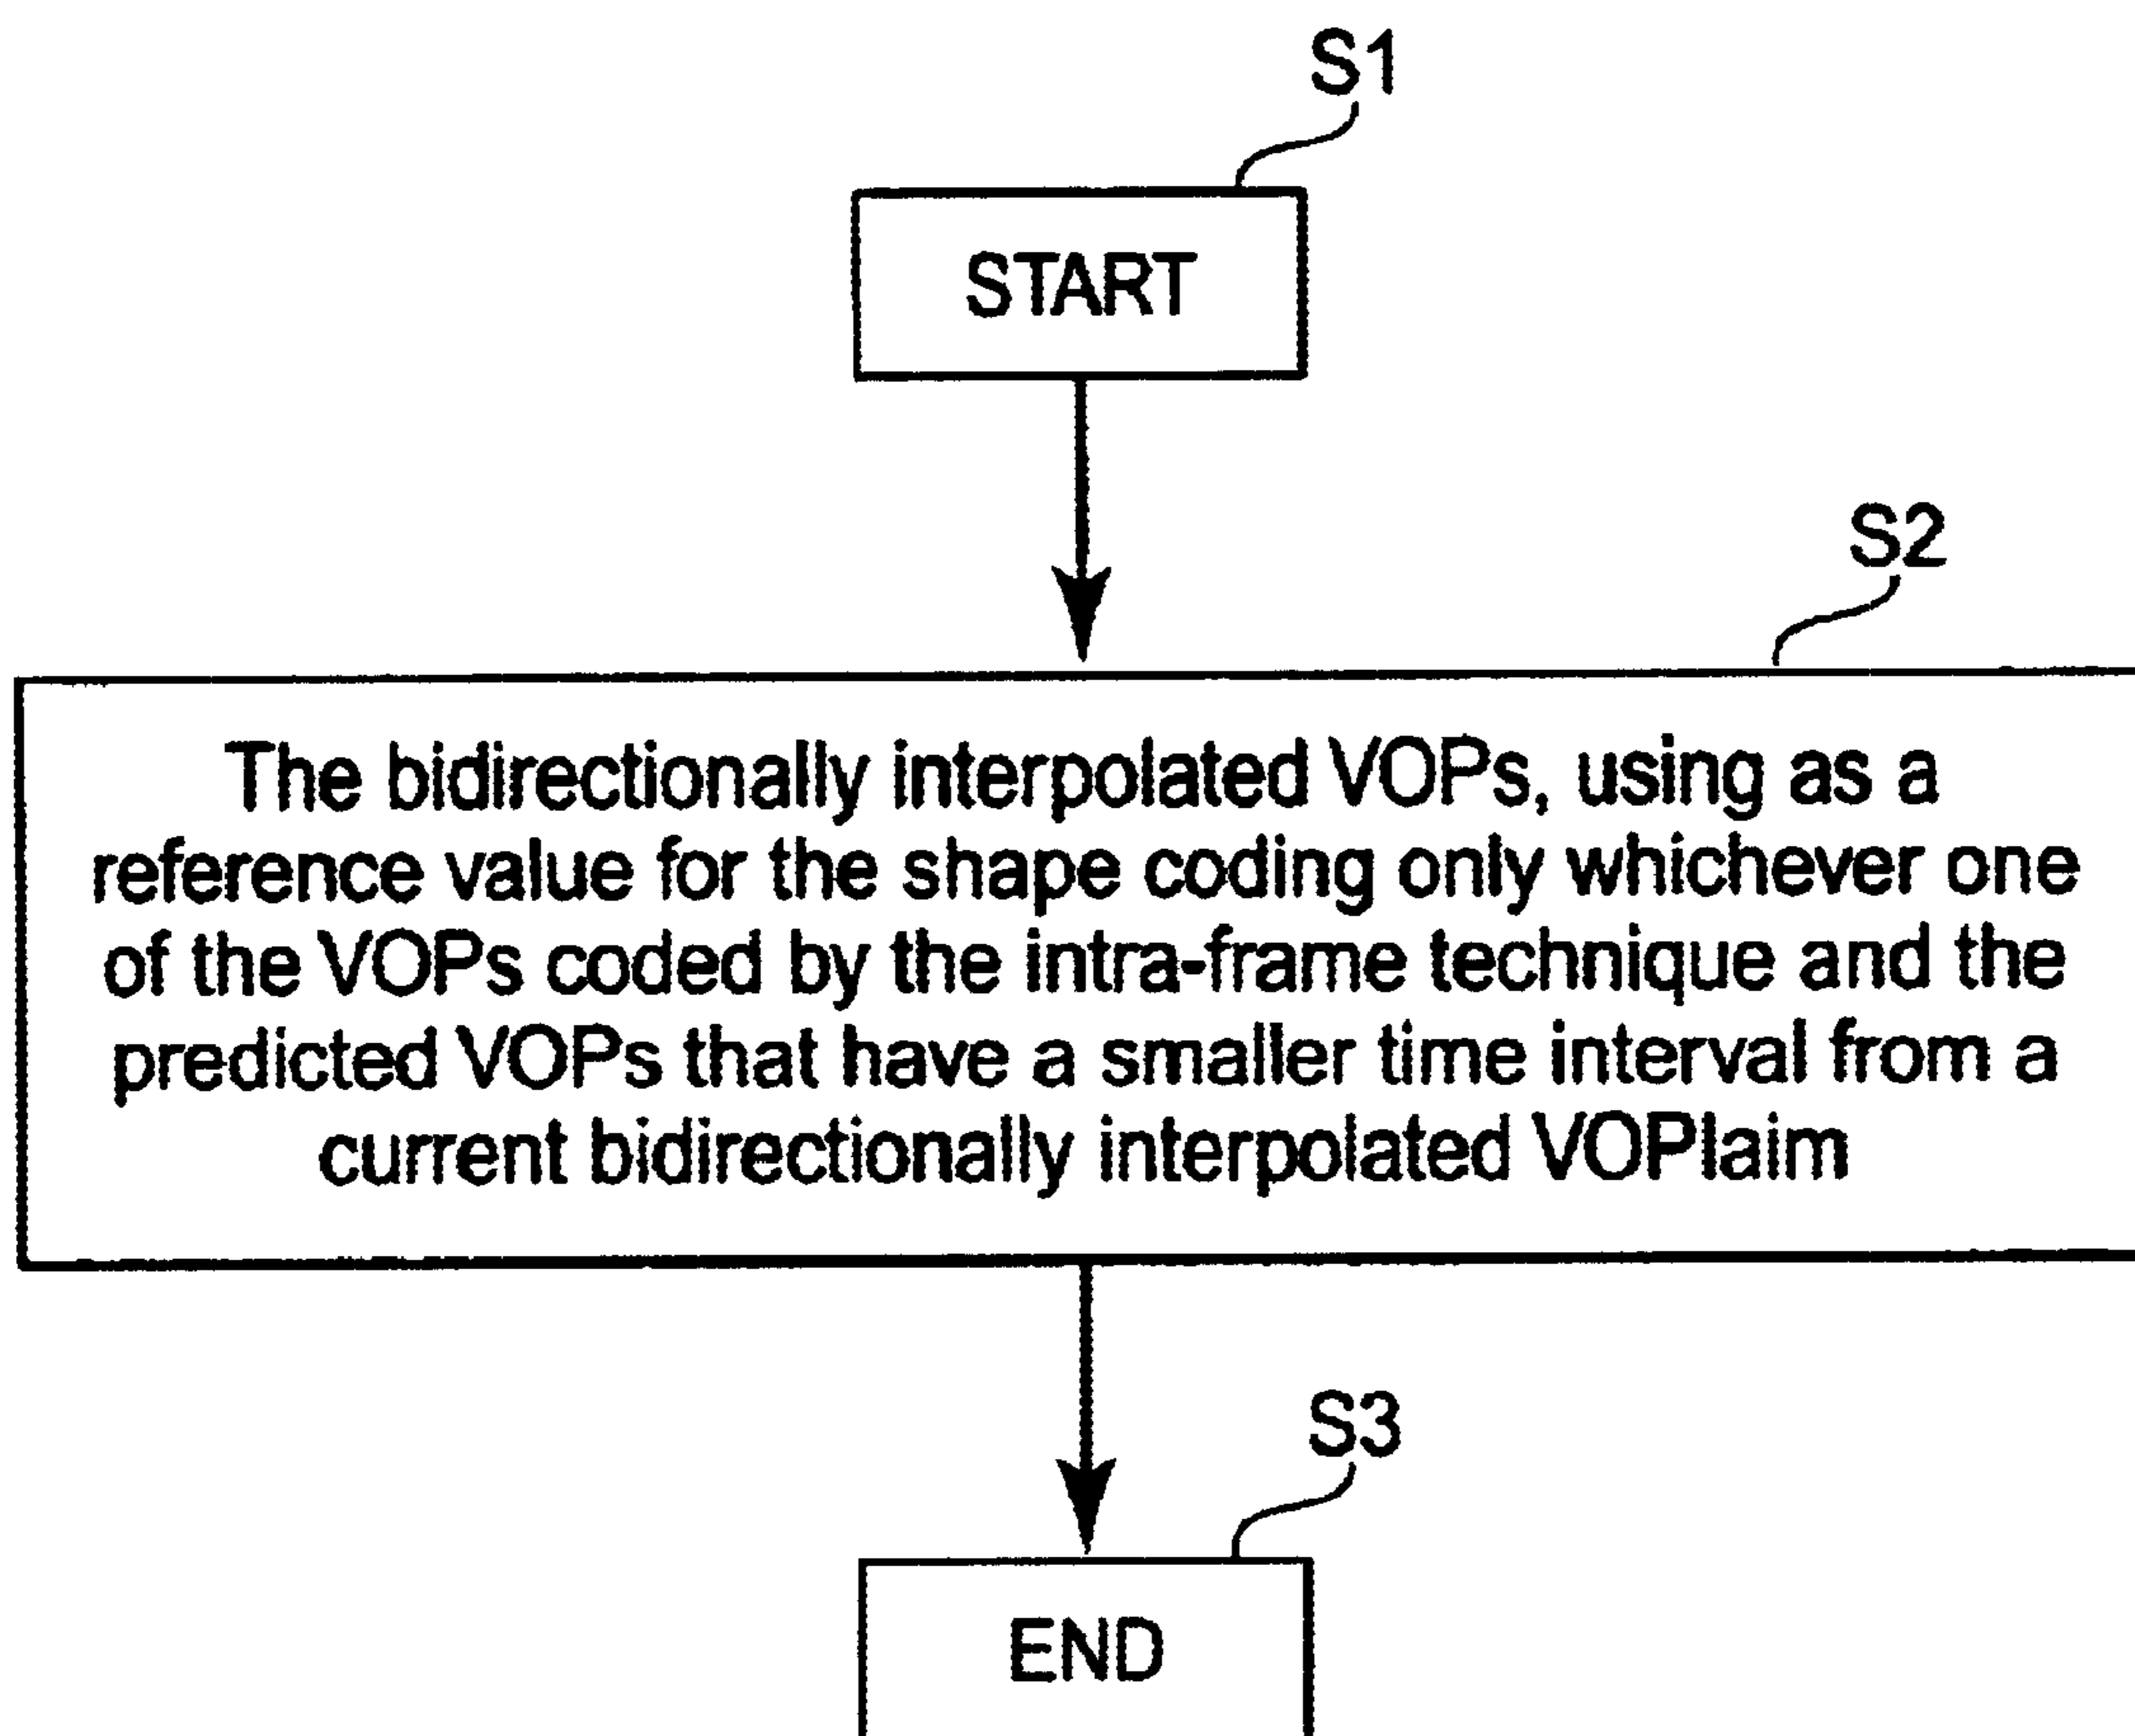 S1
START
S2
The bidirectionally interpolated VOPs, using as a
reference value for the shape coding only whichever one
of the VOPs coded by the intra-frame technique and the
predicted VOPs that have a smaller time interval from a
current bidirectionally interpolated VOPlaim
S3
END